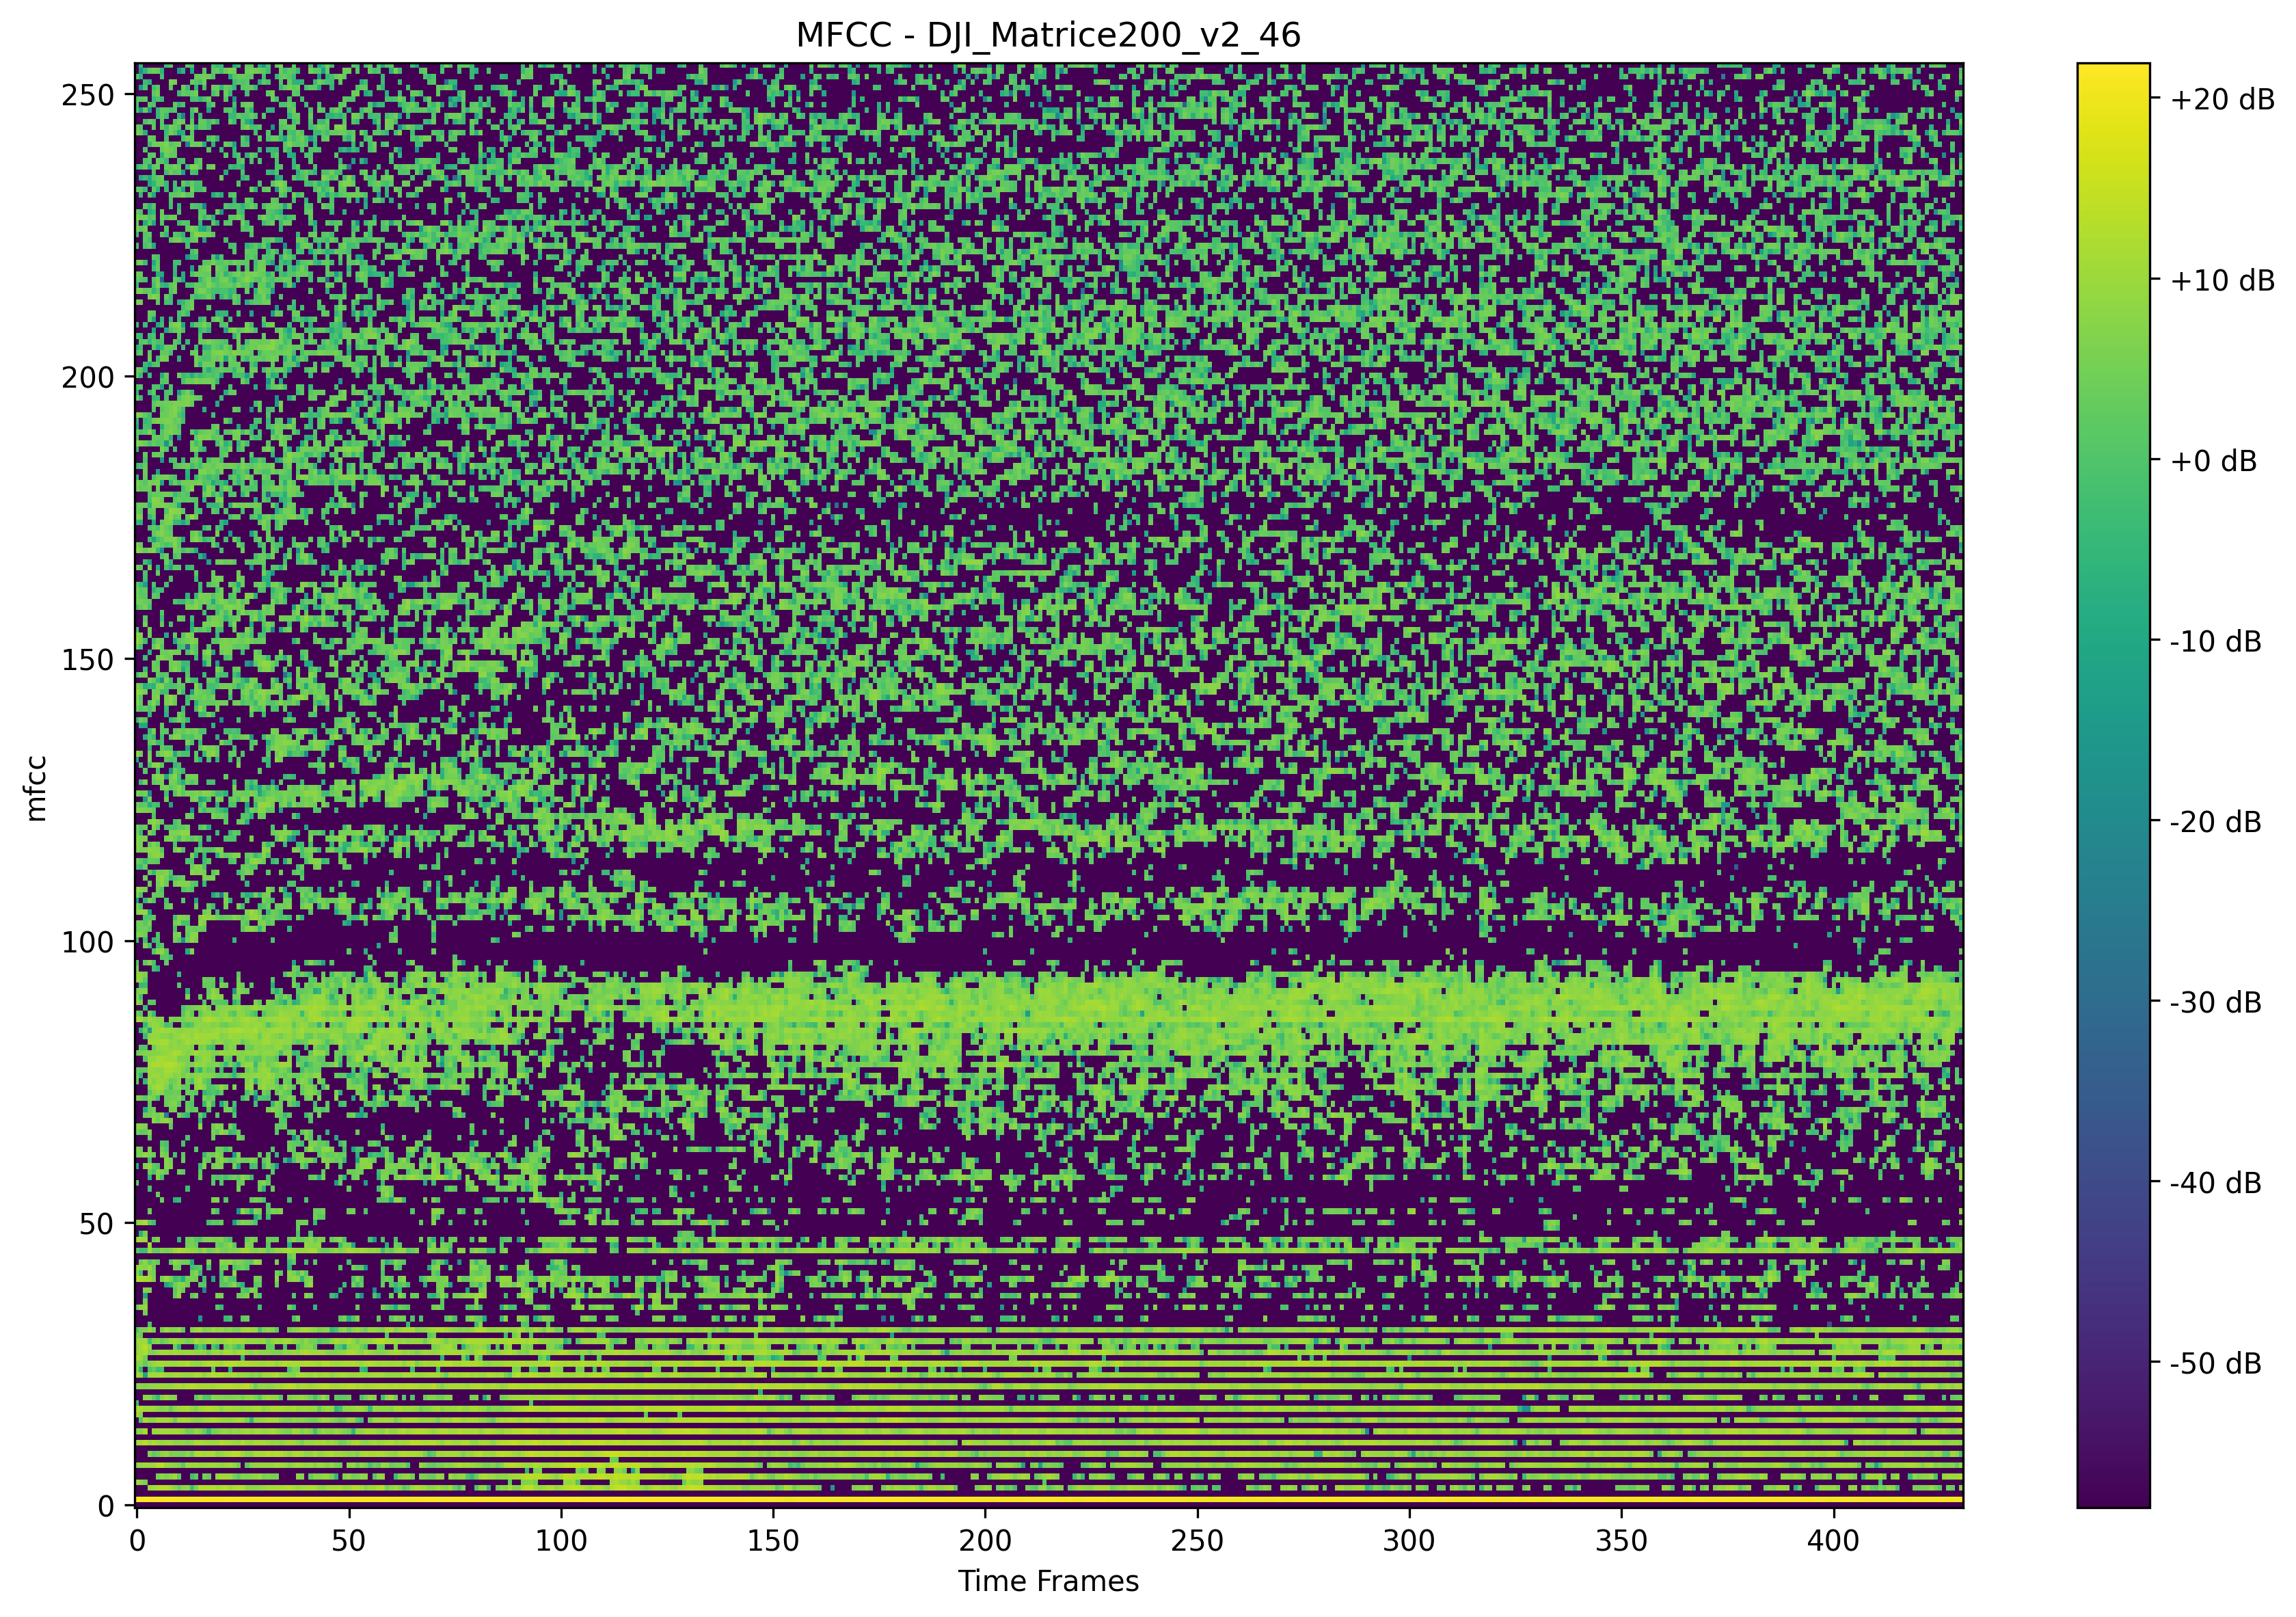 MFCC - DJI_Matrice200_v2_46
250
200
150
100
50
0
mfcc
0 50 100 150 200 250 300 350 400
Time Frames
+20 dB
+10 dB
+0 dB
-10 dB
-20 dB
-30 dB
-40 dB
-50 dB